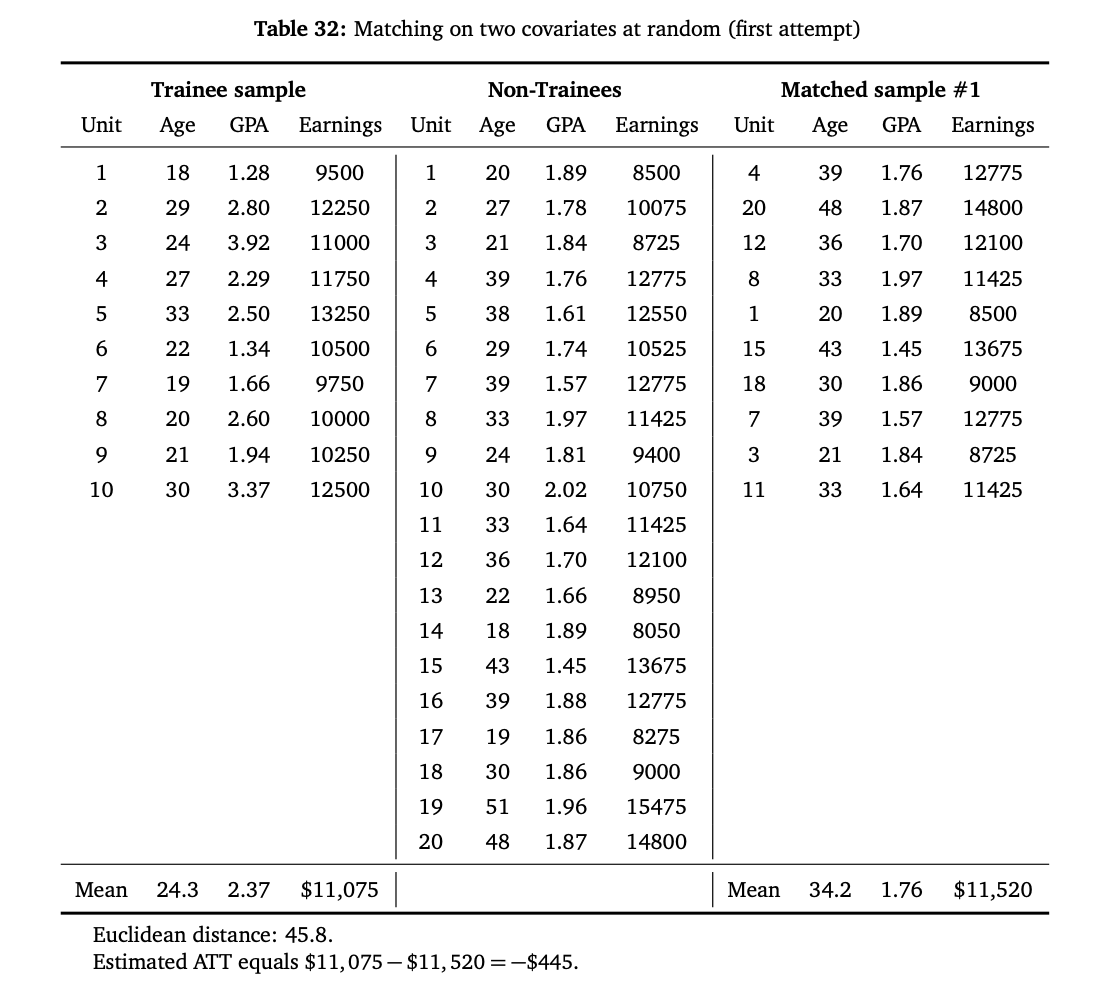 Table 32: Matching on two covariates at random (first attempt)
Trainee sample Non-Trainees Matched sample #1
Unit Age GPA Earnings Unit Age GPA Earnings Unit Age GPA Earnings
1 18 1.28 9500 1 20 1.89 8500 4 39 1.76 12775
2 29 2.80 12250 2 27 1.78 10075 20 48 1.87 14800
3 24 3.92 11000 3 21 1.84 8725 12 36 1.70 12100
4 27 2.29 11750 4 39 1.76 12775 8 33 1.97 11425
5 33 2.50 13250 5 38 1.61 12550 1 20 1.89 8500
6 22 1.34 10500 6 29 1.74 10525 15 43 1.45 13675
7 19 1.66 9750 7 39 1.57 12775 18 30 1.86 9000
8 20 2.60 10000 8 33 1.97 11425 7 39 1.57 12775
9 21 1.94 10250 9 24 1.81 9400 3 21 1.84 8725
10 30 3.37 12500 10 30 2.02 10750 11 33 1.64 11425
11 33 1.64 11425
12 36 1.70 12100
13 22 1.66 8950
14 18 1.89 8050
15 43 1.45 13675
16 39 1.88 12775
17 19 1.86 8275
18 30 1.86 9000
19 51 1.96 15475
20 48 1.87 14800
Mean 24.3 2.37 $11,075 Mean 34.2 1.76 $11,520
Euclidean distance: 45.8.
Estimated ATT equals $11,075 − $11,520 = −$445.